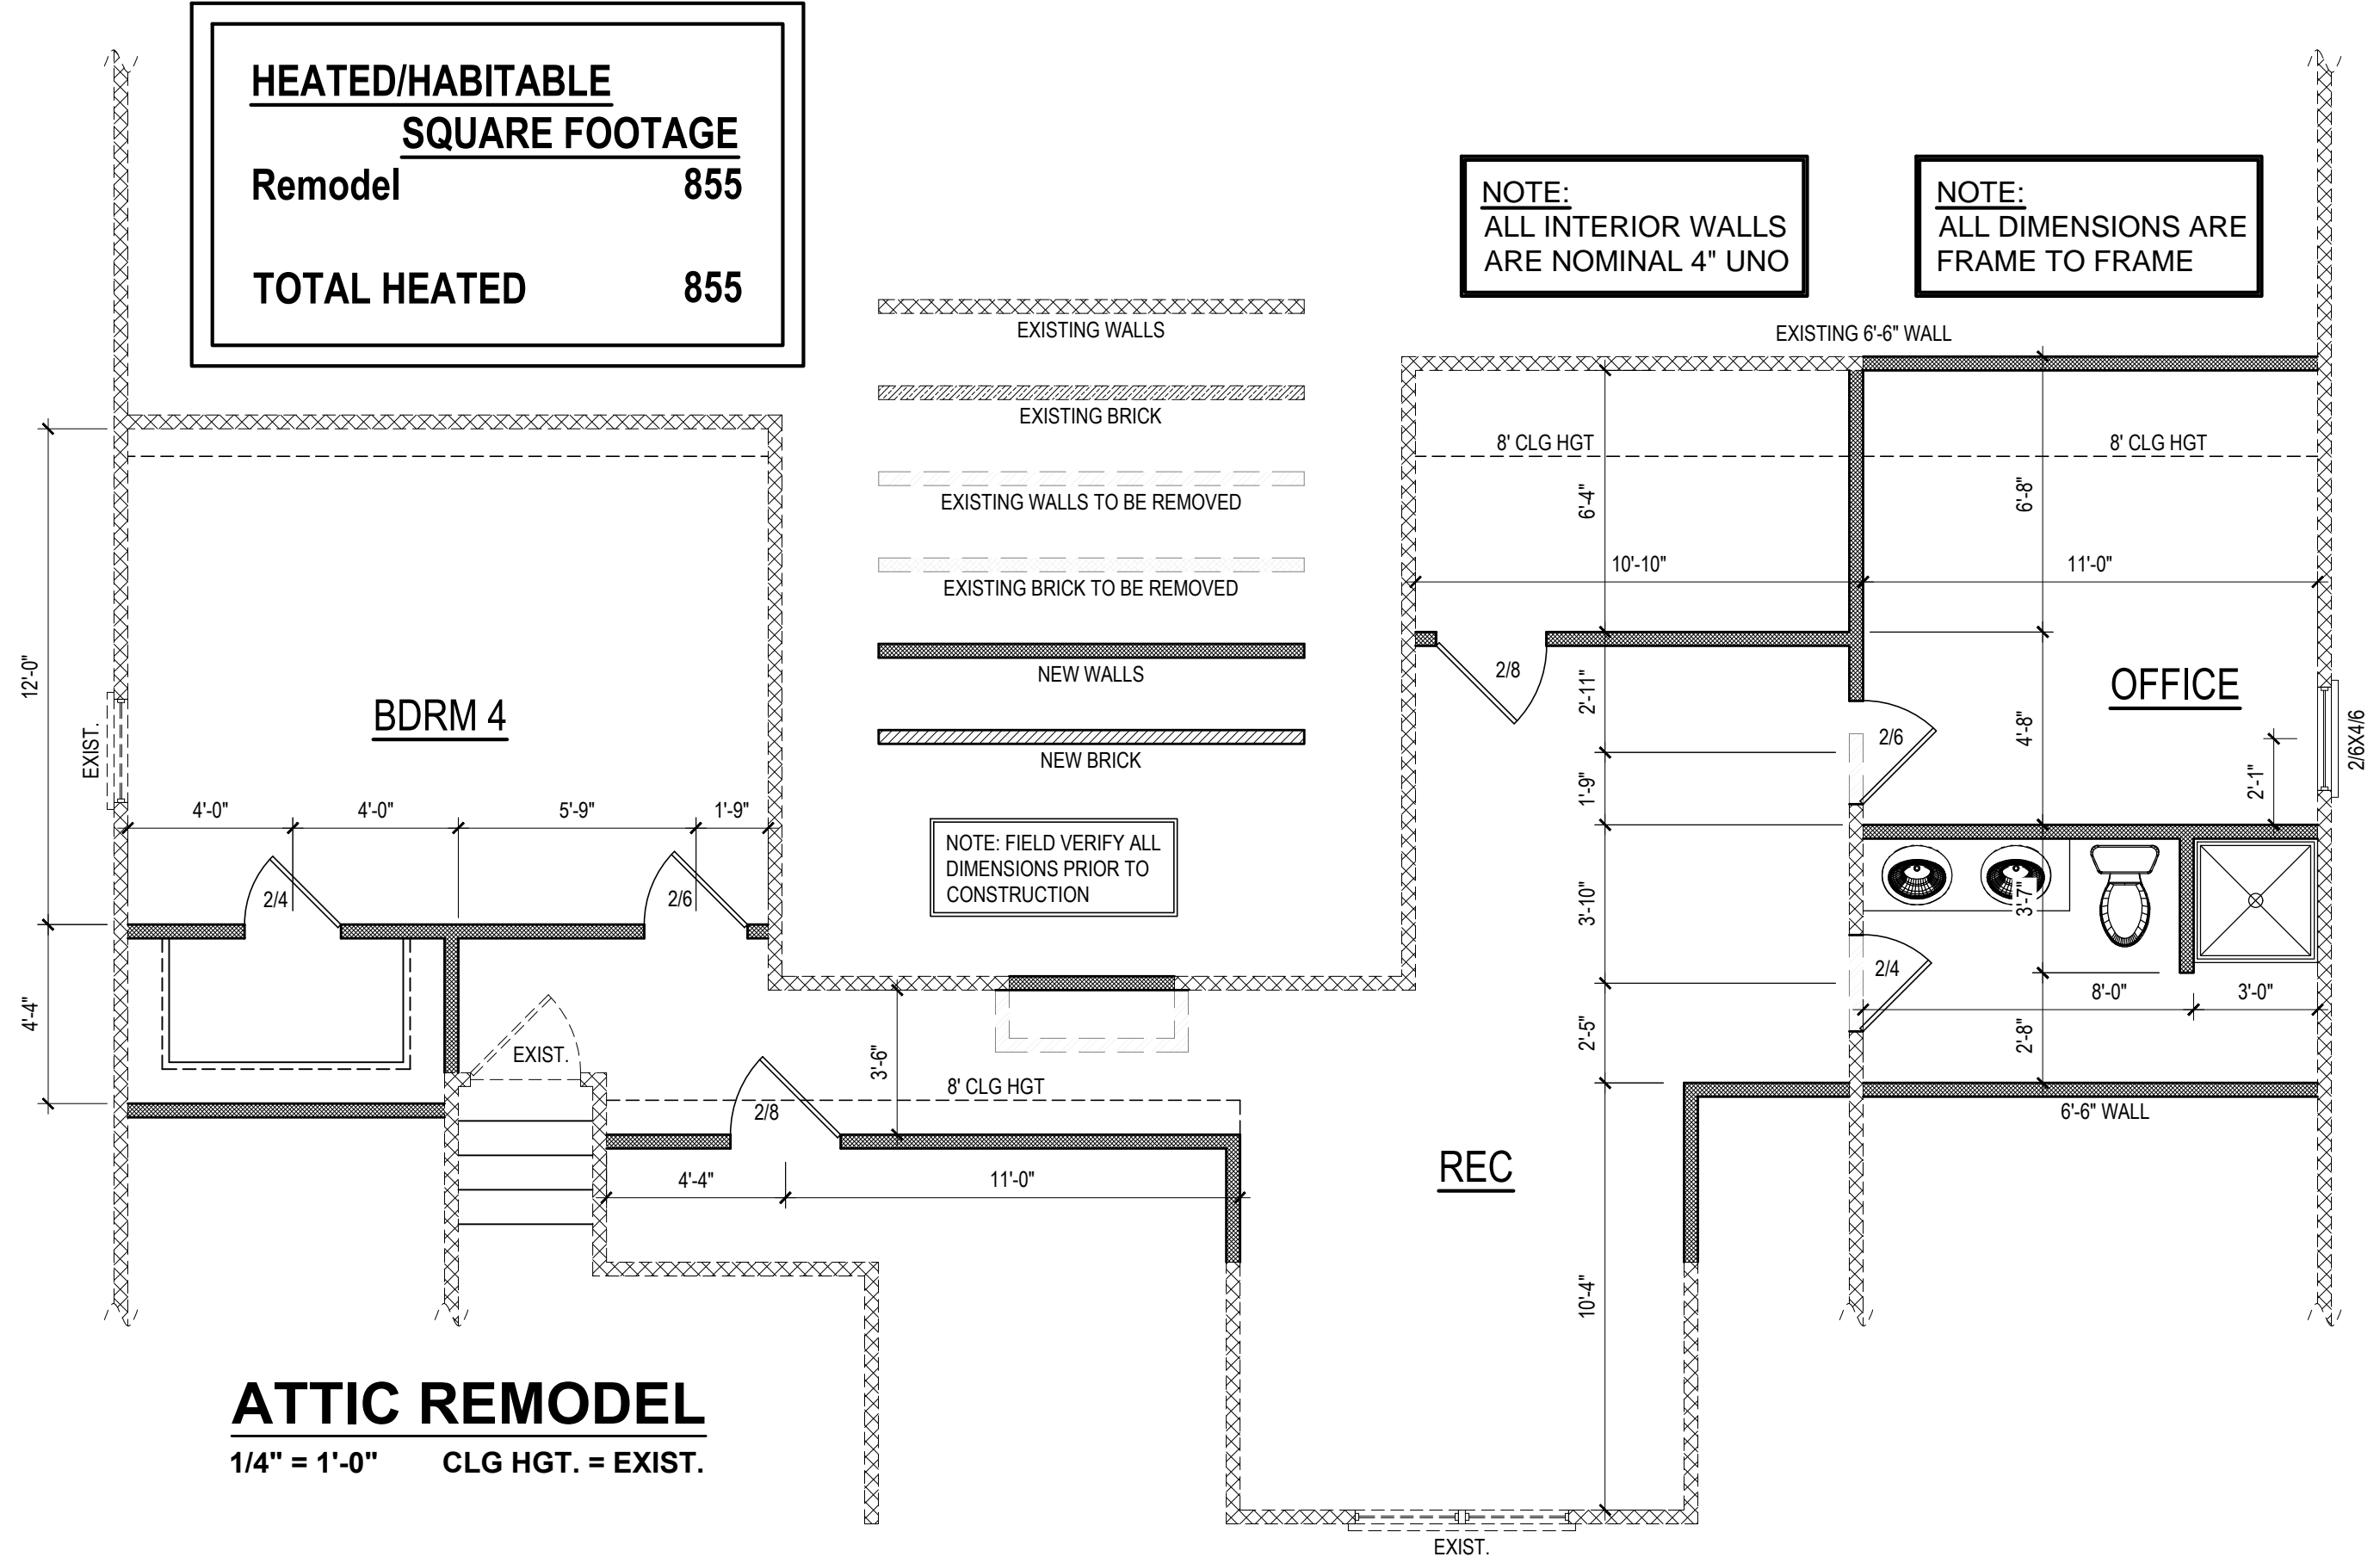 HEATED/HABITABLE
SQUARE FOOTAGE
Remodel 855
TOTAL HEATED 855
NOTE:
ALL INTERIOR WALLS
ARE NOMINAL 4" UNO
NOTE:
ALL DIMENSIONS ARE
FRAME TO FRAME
EXISTING WALLS
EXISTING BRICK
EXISTING WALLS TO BE REMOVED
EXISTING BRICK TO BE REMOVED
NEW WALLS
NEW BRICK
NOTE: FIELD VERIFY ALL
DIMENSIONS PRIOR TO
CONSTRUCTION
12'-0"
4'-4"
EXIST.
BDRM 4
4'-0"
4'-0"
5'-9"
1'-9"
2/4
2/6
EXIST.
3'-6"
8' CLG HGT
2/8
4'-4"
11'-0"
EXISTING 6'-6" WALL
8' CLG HGT
8' CLG HGT
6'-4"
6'-8"
10'-10"
11'-0"
2/8
2'-11"
OFFICE
2/6
4'-8"
2/6X4/6
2'-1"
1'-9"
3'-10"
3'-7"
2/4
8'-0"
3'-0"
2'-5"
2'-8"
6'-6" WALL
REC
10'-4"
EXIST.
ATTIC REMODEL
1/4" = 1'-0" CLG HGT. = EXIST.